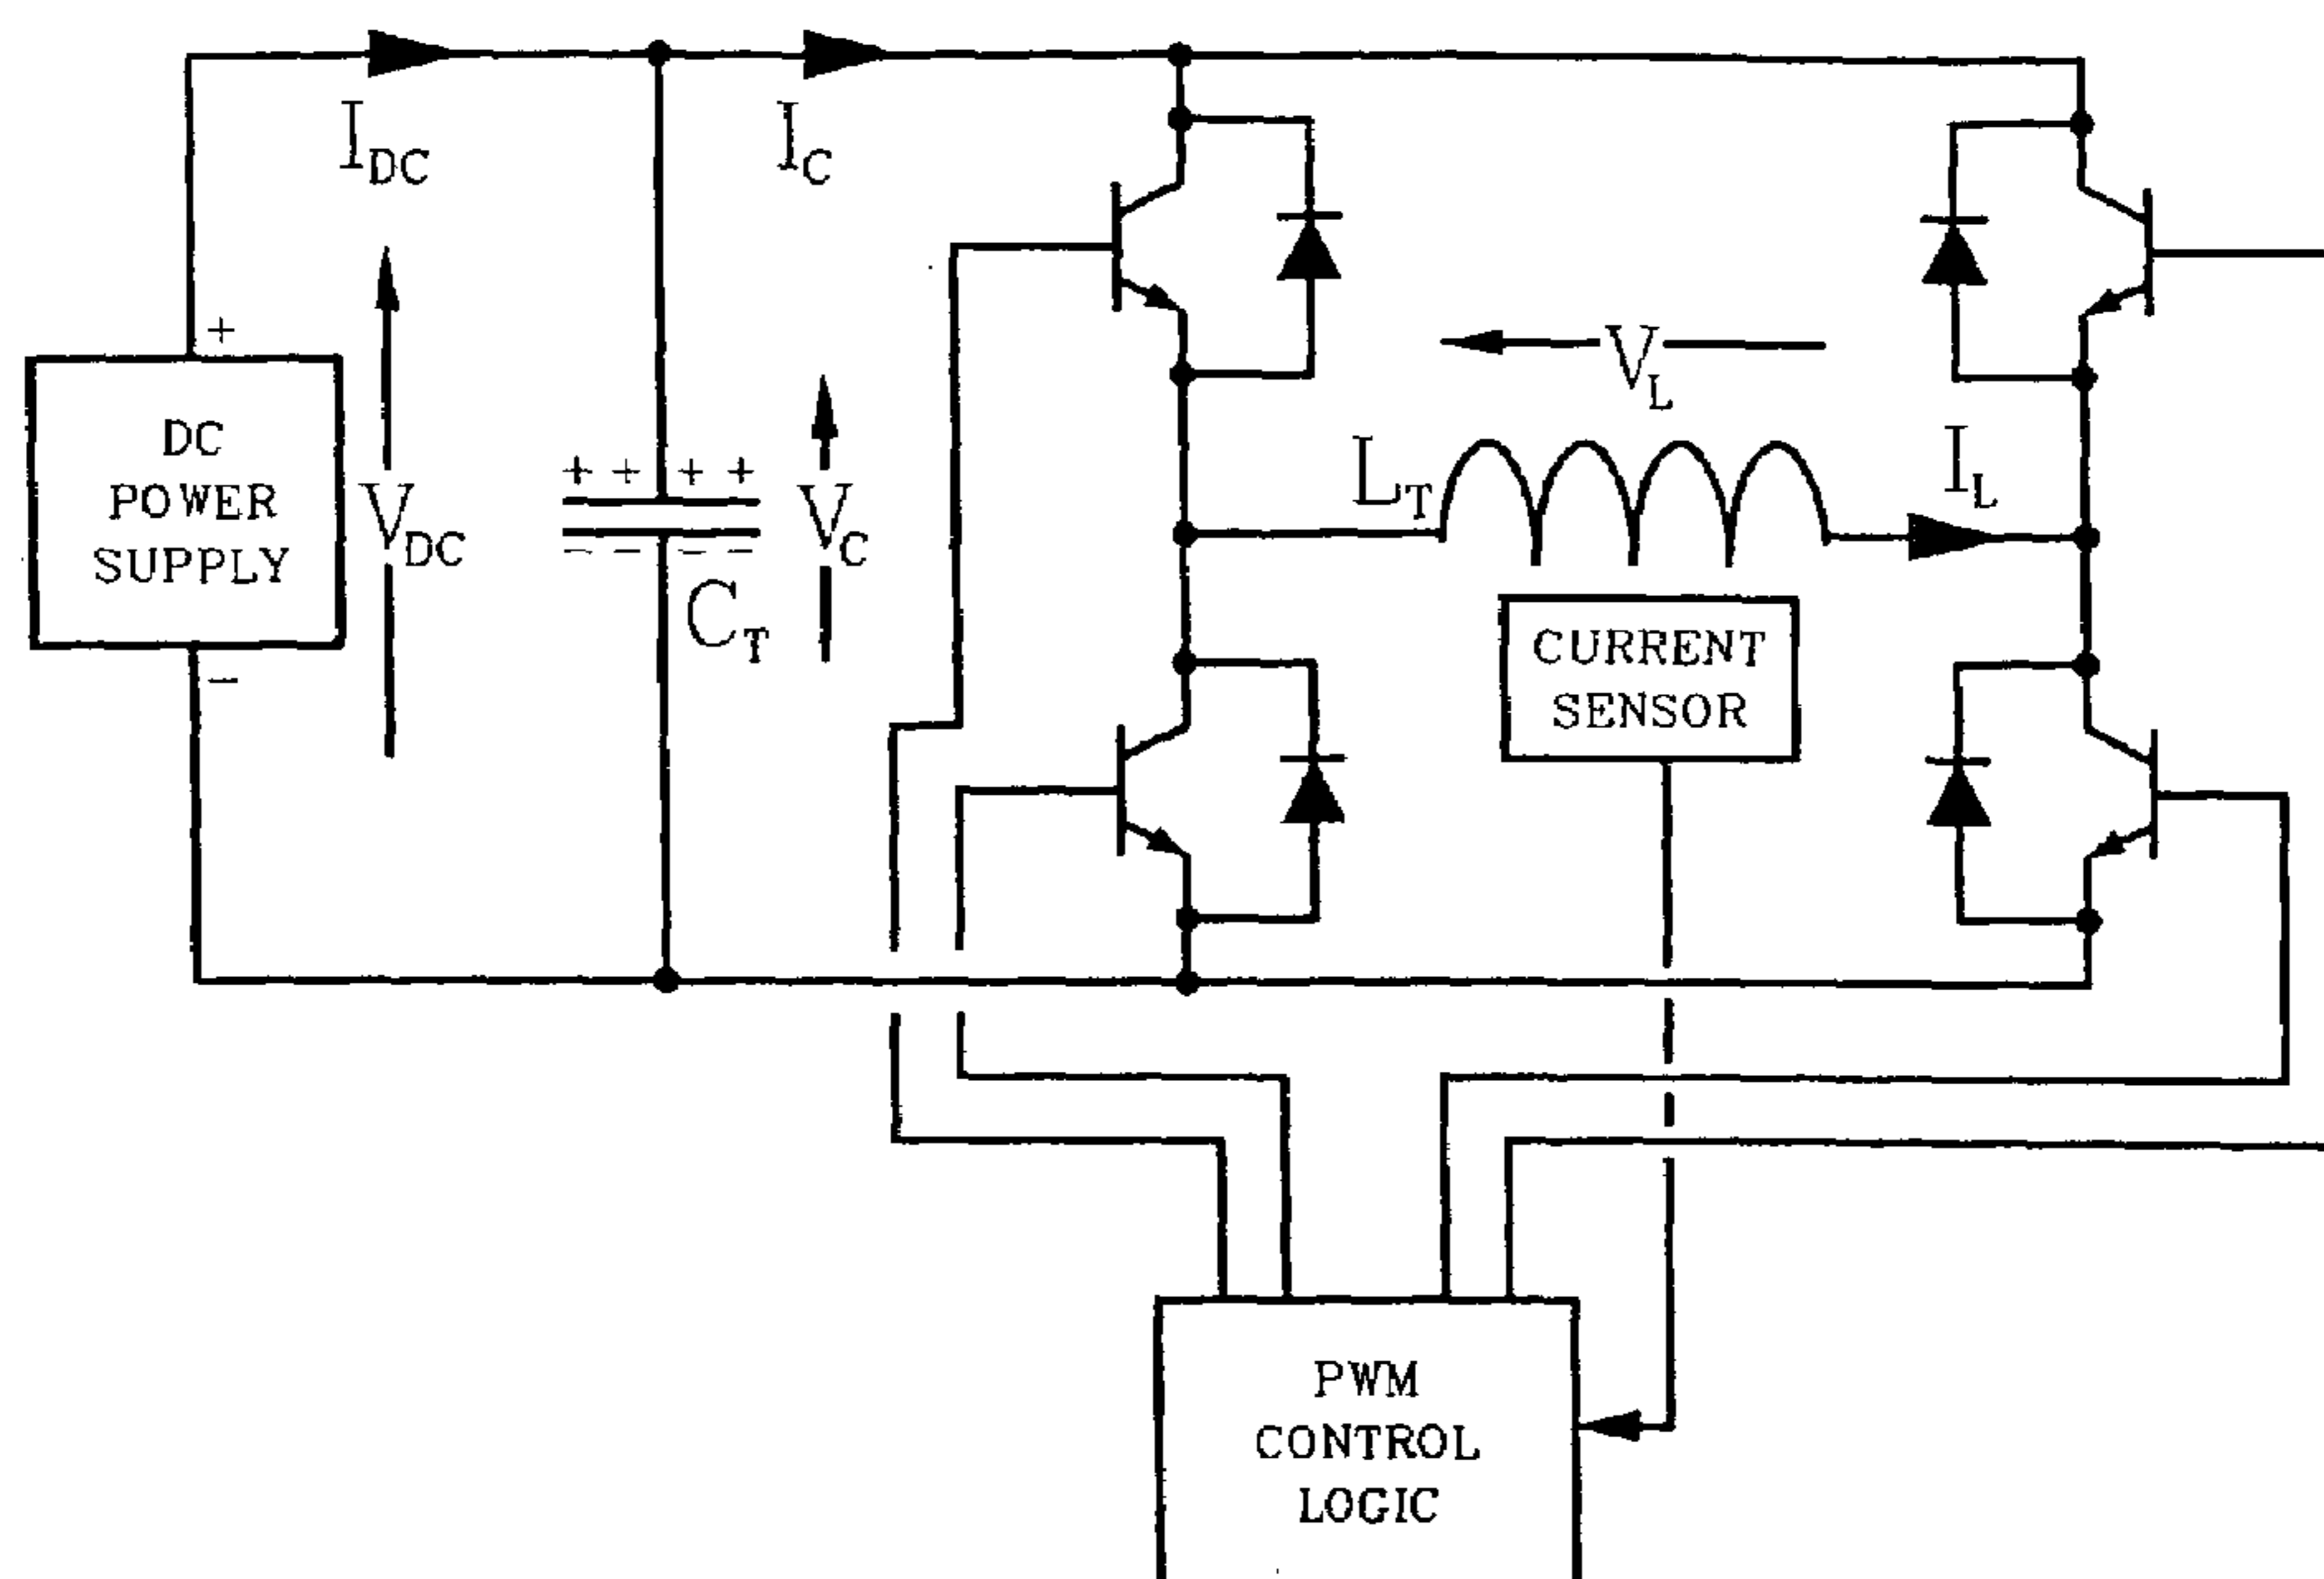 I_DC
I_C
+
DC
POWER
SUPPLY
−
V_DC
+ + + +
− − − −
C_T
V_C
V_L
L_T
I_L
CURRENT
SENSOR
PWM
CONTROL
LOGIC